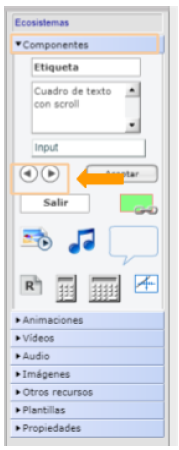 Ecosistemas
▼Componentes
Etiqueta
Cuadro de texto
con scroll
Input
Salir
R
▸Animaciones
▸Vídeos
▸Audio
▸Imágenes
▸Otros recursos
▸Plantillas
▸Propiedades